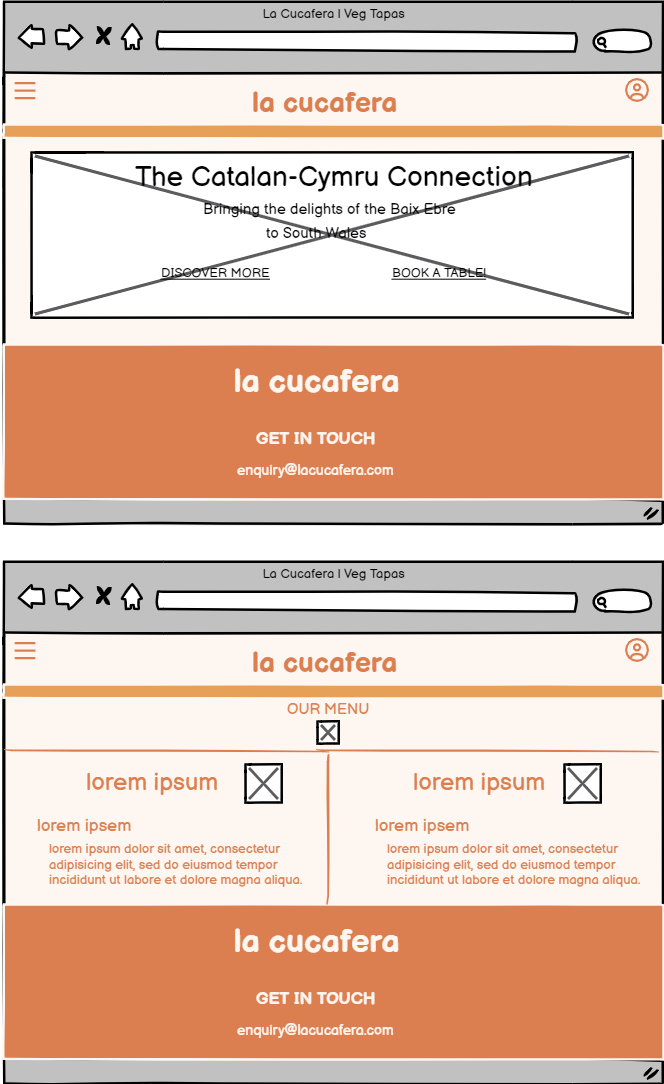 La Cucafera | Veg Tapas
la cucafera
The Catalan-Cymru Connection
Bringing the delights of the Baix Ebre
to South Wales
DISCOVER MORE BOOK A TABLE!
la cucafera
GET IN TOUCH
enquiry@lacucafera.com
La Cucafera | Veg Tapas
la cucafera
OUR MENU
lorem ipsum
lorem ipsem
lorem ipsum dolor sit amet, consectetur
adipisicing elit, sed do eiusmod tempor
incididunt ut labore et dolore magna aliqua.
lorem ipsum
lorem ipsem
lorem ipsum dolor sit amet, consectetur
adipisicing elit, sed do eiusmod tempor
incididunt ut labore et dolore magna aliqua.
la cucafera
GET IN TOUCH
enquiry@lacucafera.com